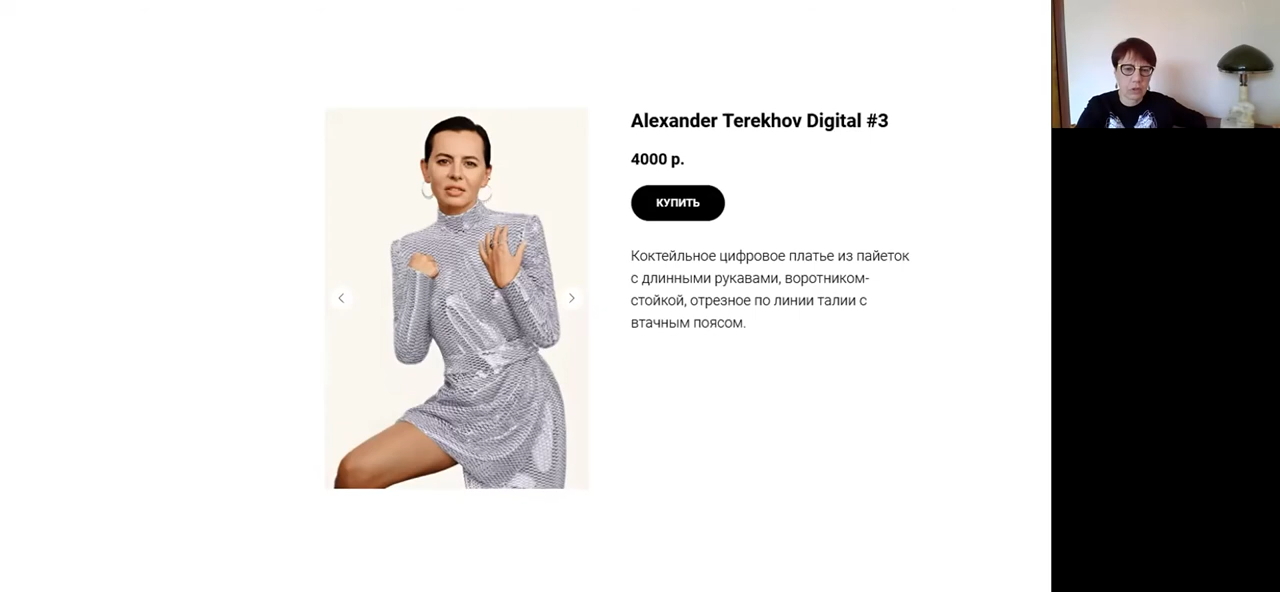 Alexander Terekhov Digital #3
4000 р.
КУПИТЬ
Коктейльное цифровое платье из пайеток
с длинными рукавами, воротником-
стойкой, отрезное по линии талии с
втачным поясом.